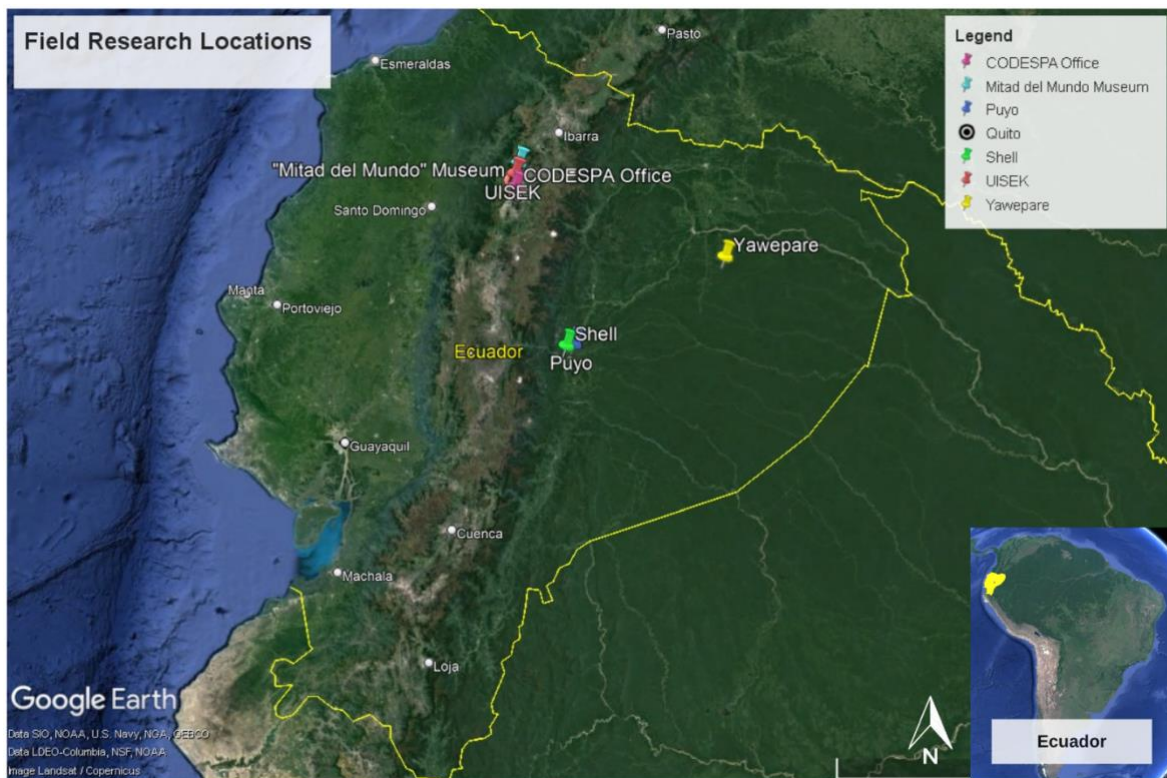 Field Research Locations
Legend
CODESPA Office
Mitad del Mundo Museum
Puyo
Quito
Shell
UISEK
Yawepare
Pasto
Esmeraldas
Ibarra
"Mitad del Mundo" Museum
CODESPA Office
UISEK
Santo Domingo
Yawepare
Manta
Portoviejo
Shell
Ecuador
Puyo
Guayaquil
Cuenca
Machala
Loja
Google Earth
Data SIO, NOAA, U.S. Navy, NGA, GEBCO
Data LDEO-Columbia, NSF, NOAA
Image Landsat / Copernicus
N
Ecuador